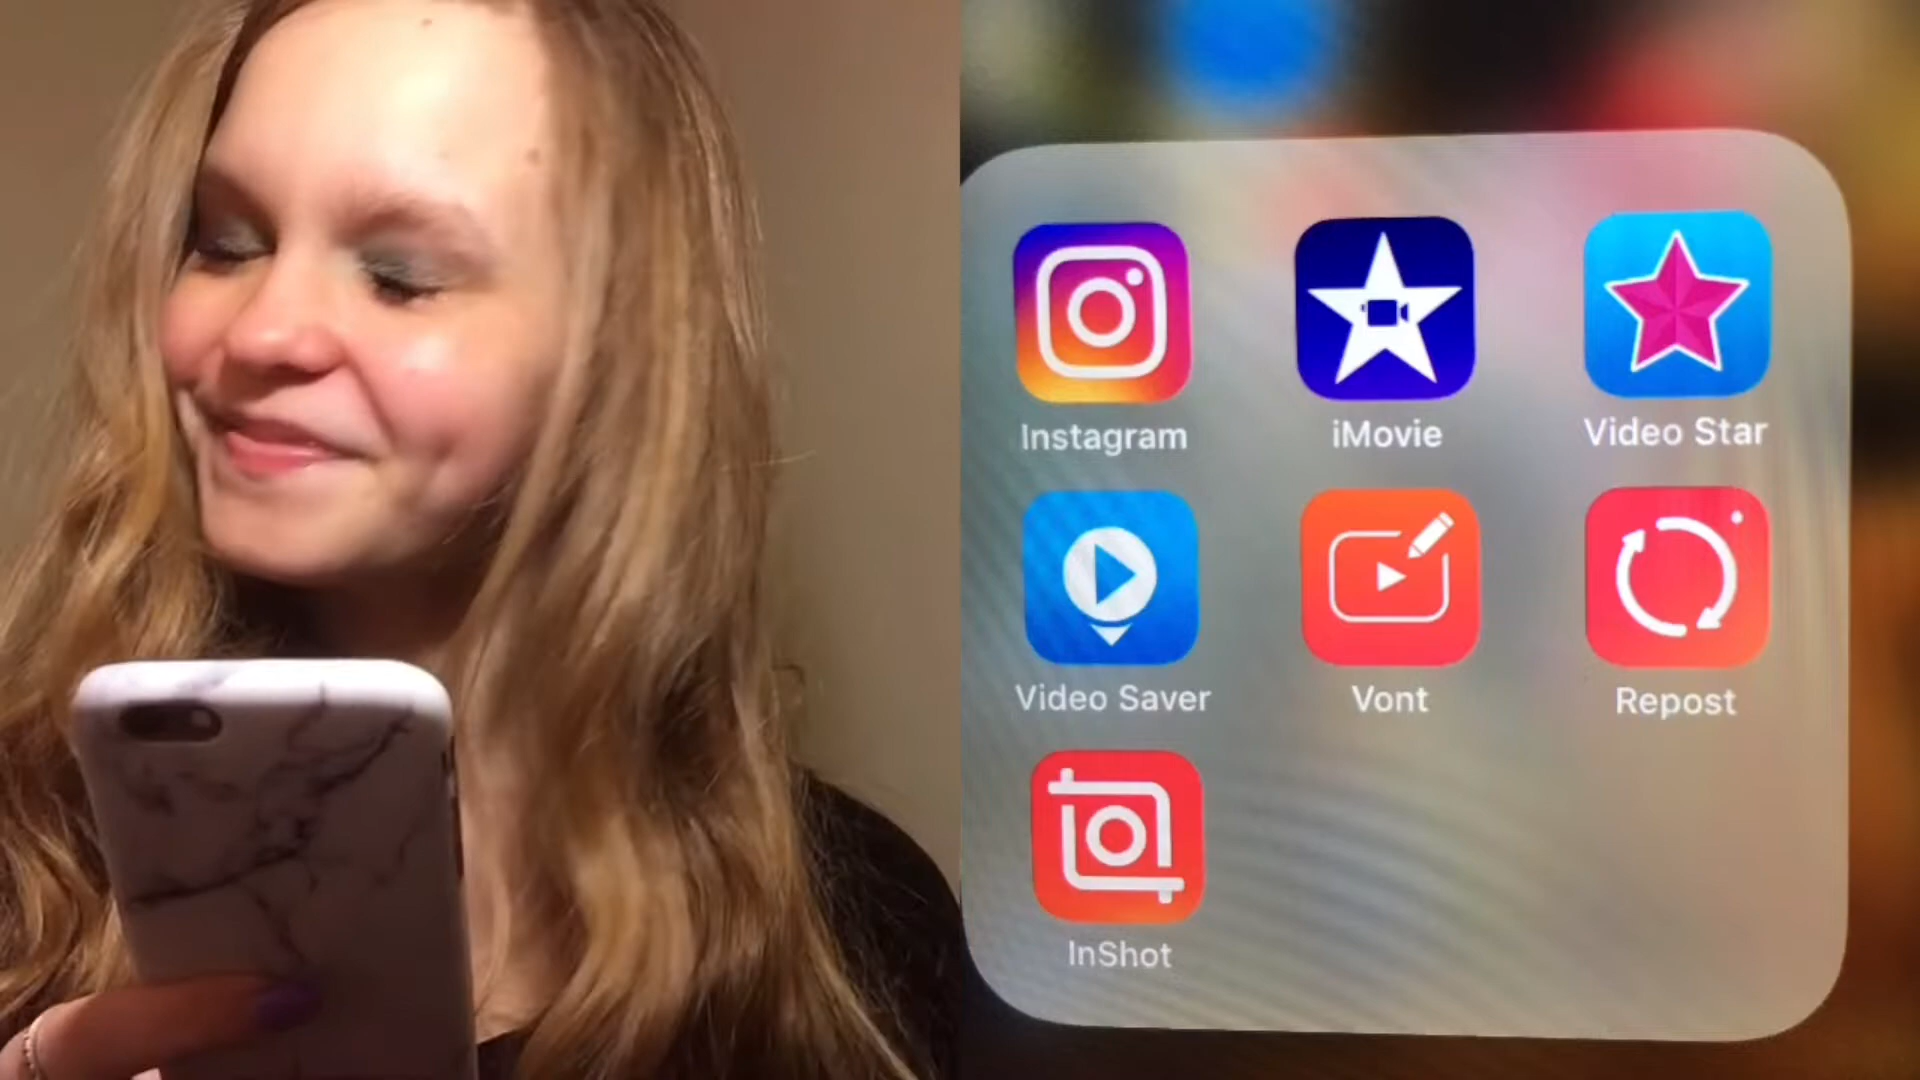 Instagram
iMovie
Video Star
Video Saver
Vont
Repost
InShot